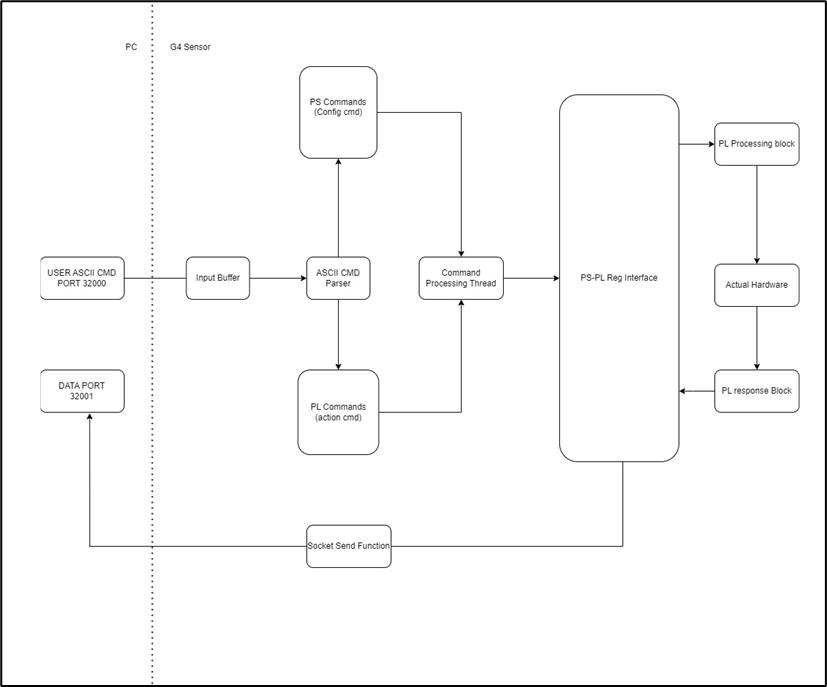 PC
G4 Sensor
PS Commands
(Config cmd)
PL Processing block
USER ASCII CMD
PORT 32000
Input Buffer
ASCII CMD
Parser
Command
Processing Thread
PS-PL Reg Interface
Actual Hardware
DATA PORT
32001
PL Commands
(action cmd)
PL response Block
Socket Send Function